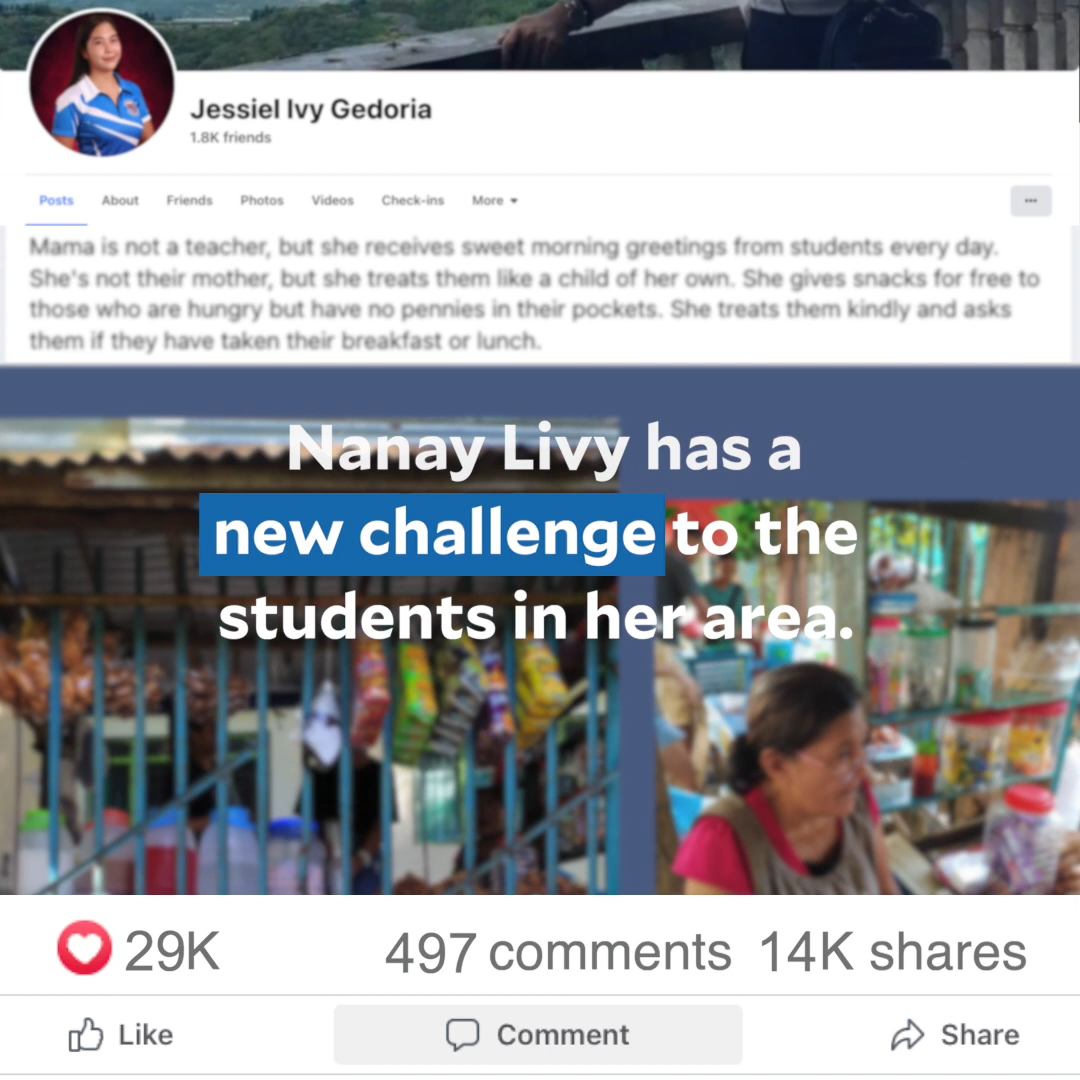 Jessiel Ivy Gedoria
1.8K friends
Posts About Friends Photos Videos Check-ins More
Mama is not a teacher, but she receives sweet morning greetings from students every day.
She's not their mother, but she treats them like a child of her own. She gives snacks for free to
those who are hungry but have no pennies in their pockets. She treats them kindly and asks
them if they have taken their breakfast or lunch.
Nanay Livy has a
new challenge to the
students in her area.
29K 497 comments 14K shares
Like Comment Share